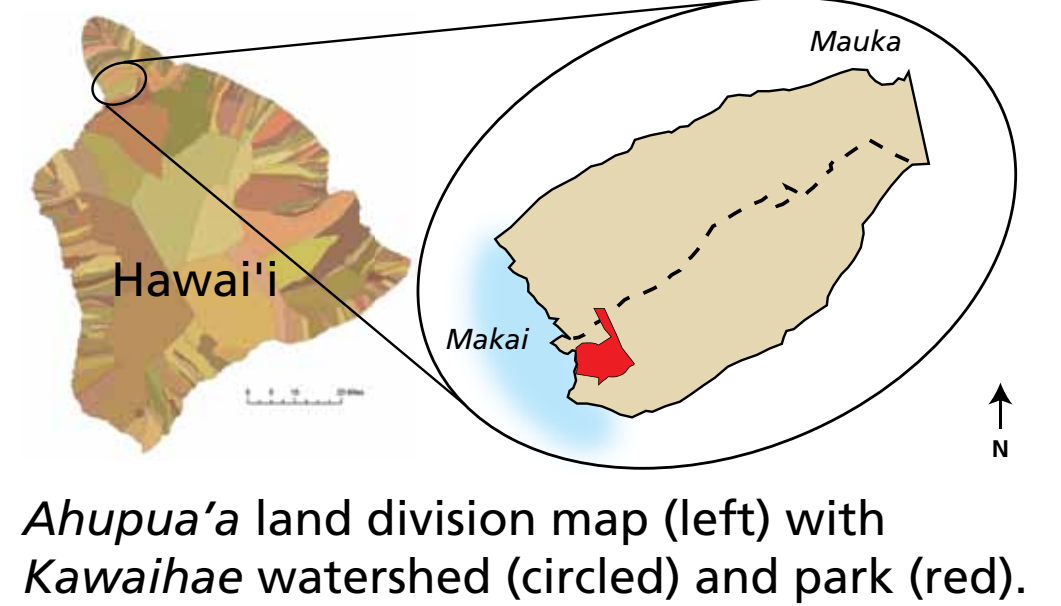 Mauka
Hawai'i
Makai
N
Ahupua’a land division map (left) with
Kawaihae watershed (circled) and park (red).